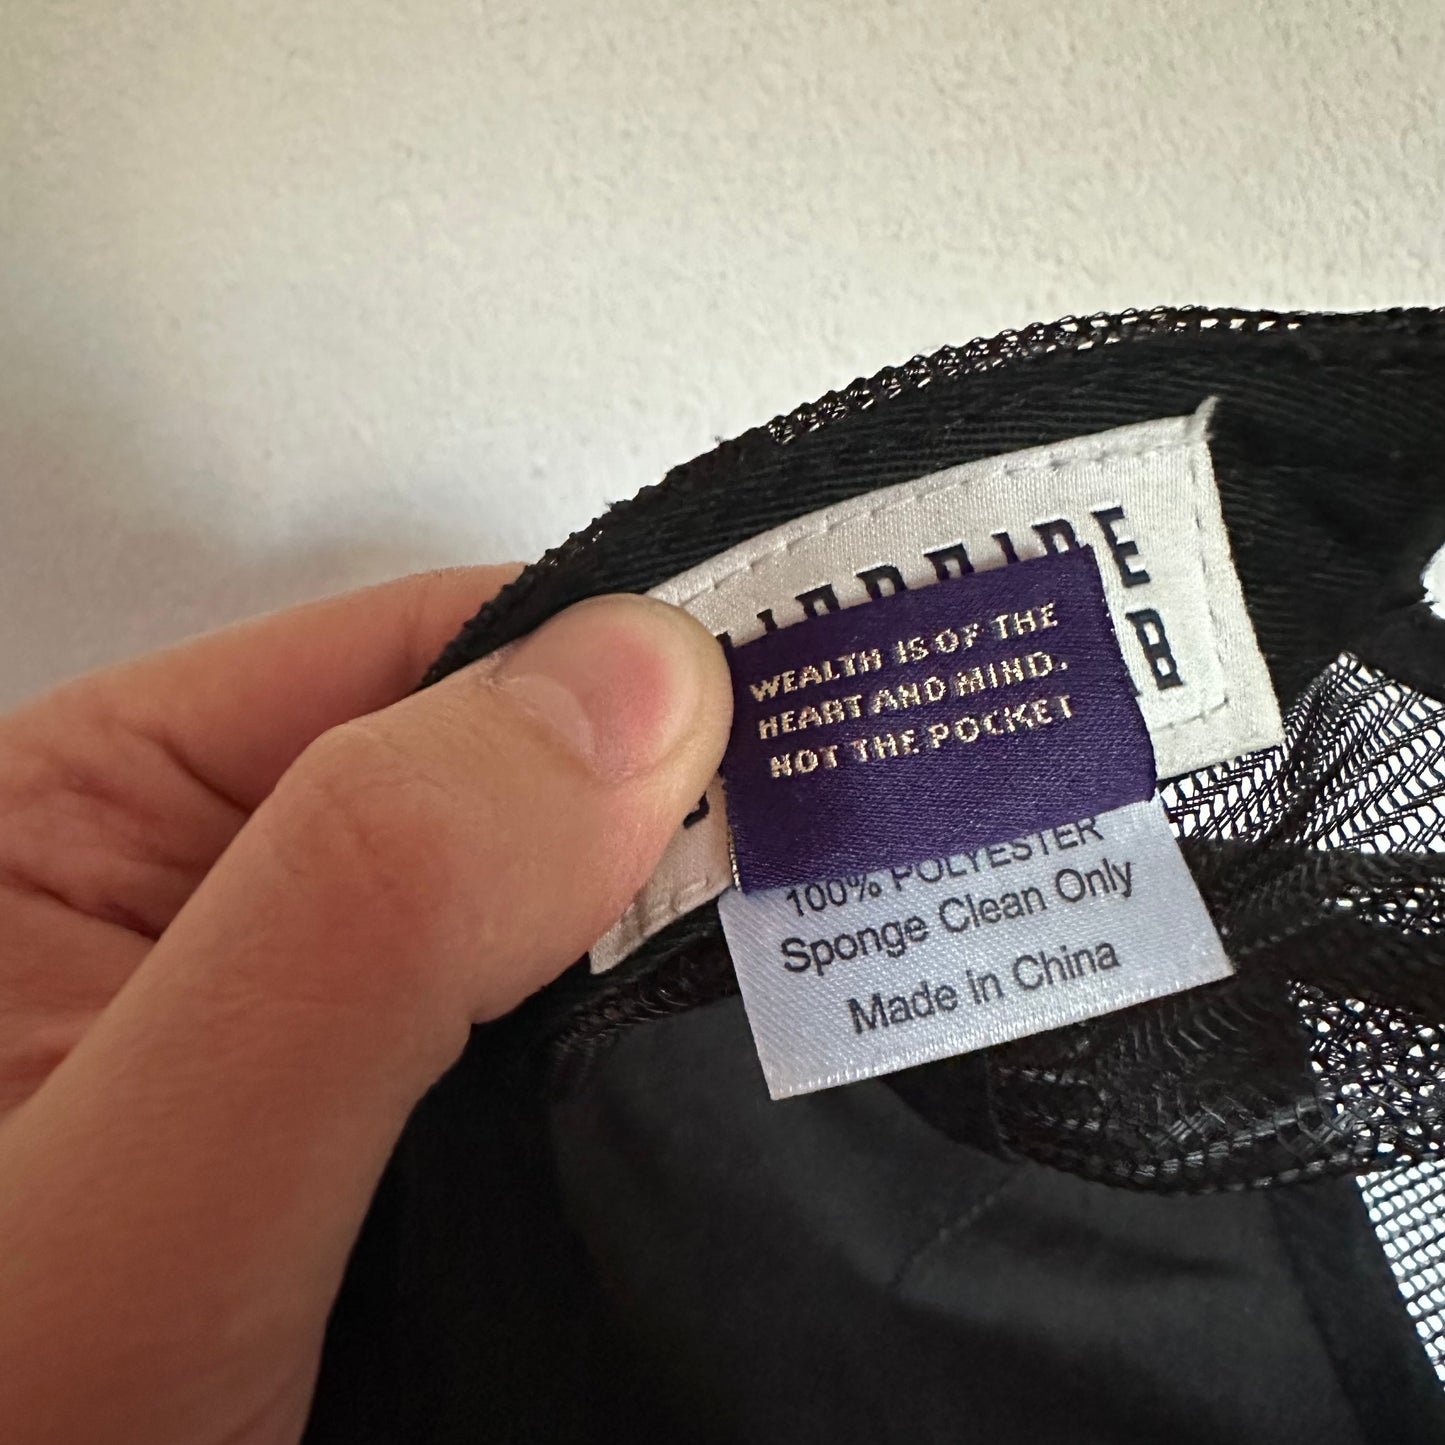 WEALTH IS OF THE
HEART AND MIND.
NOT THE POCKET
100% POLYESTER
Sponge Clean Only
Made in China